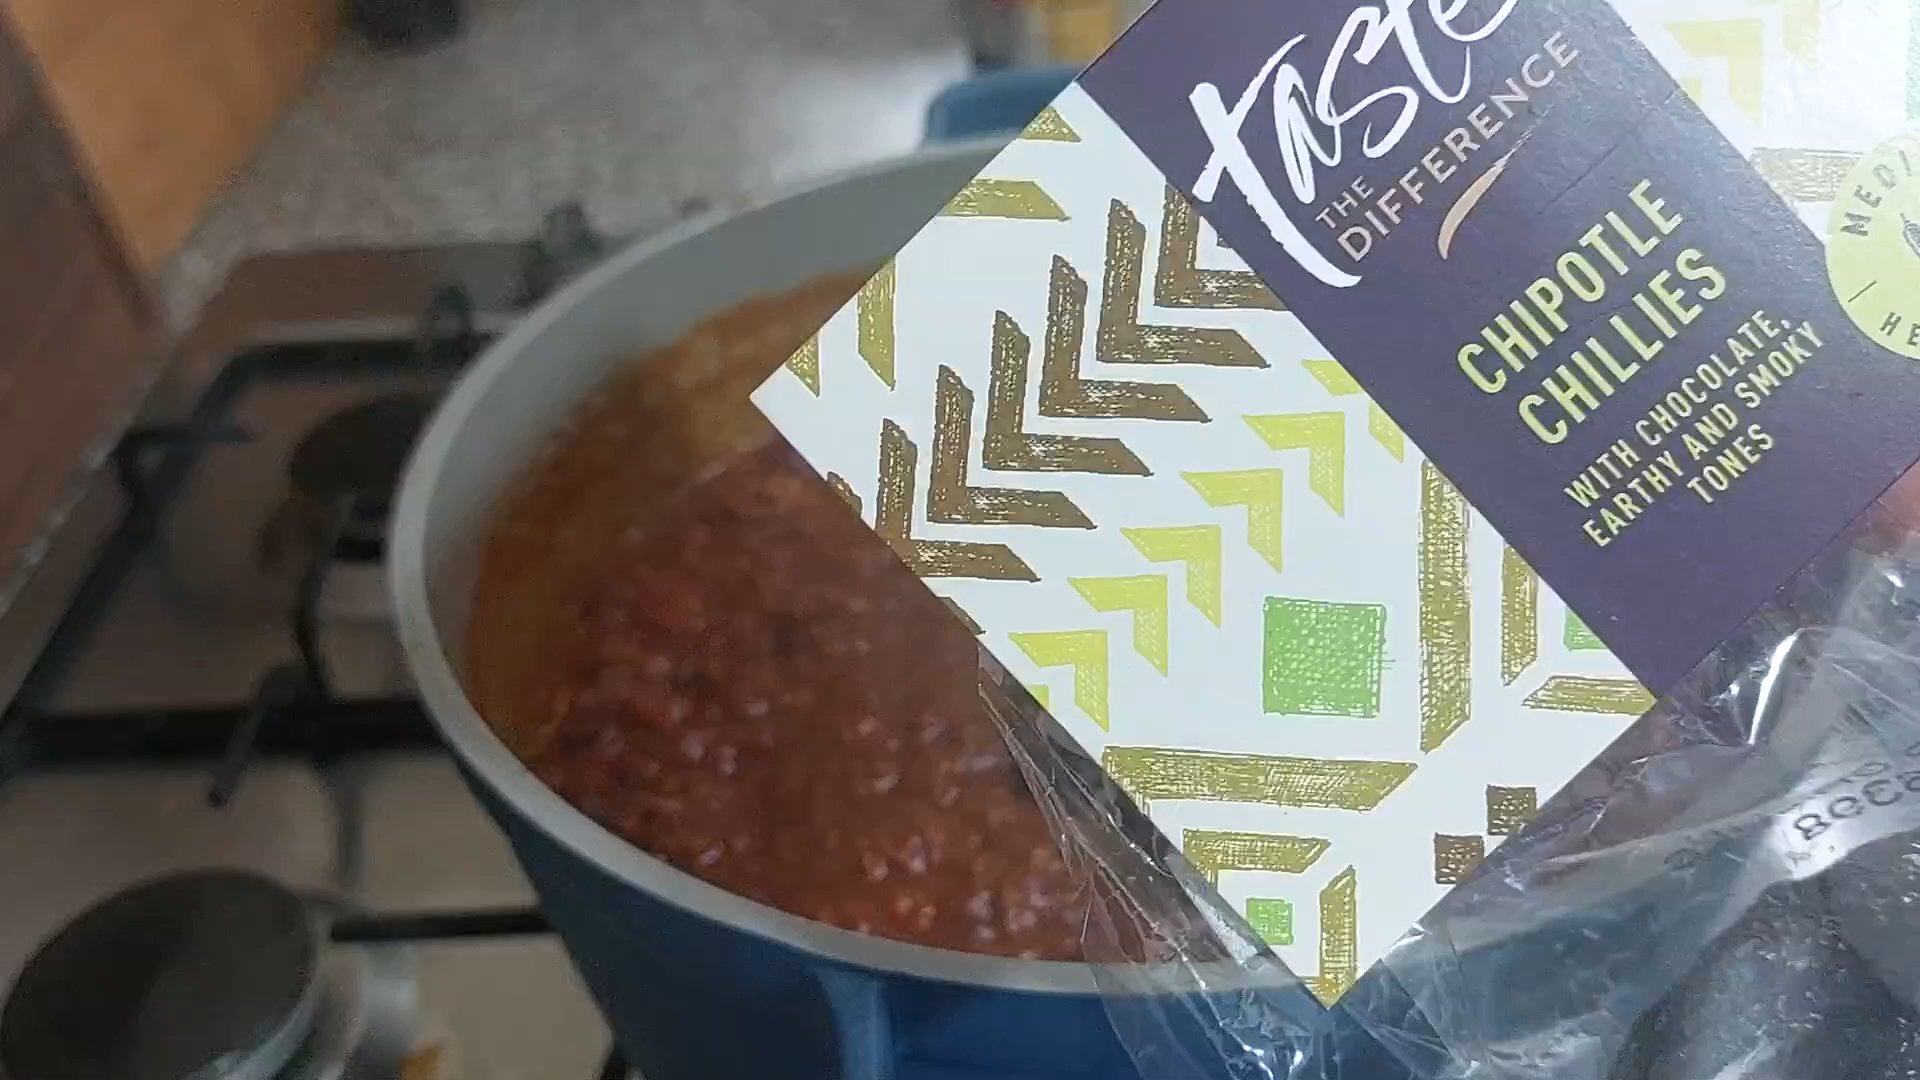 taste
THE
DIFFERENCE
CHIPOTLE
CHILLIES
WITH CHOCOLATE,
EARTHY AND SMOKY
TONES